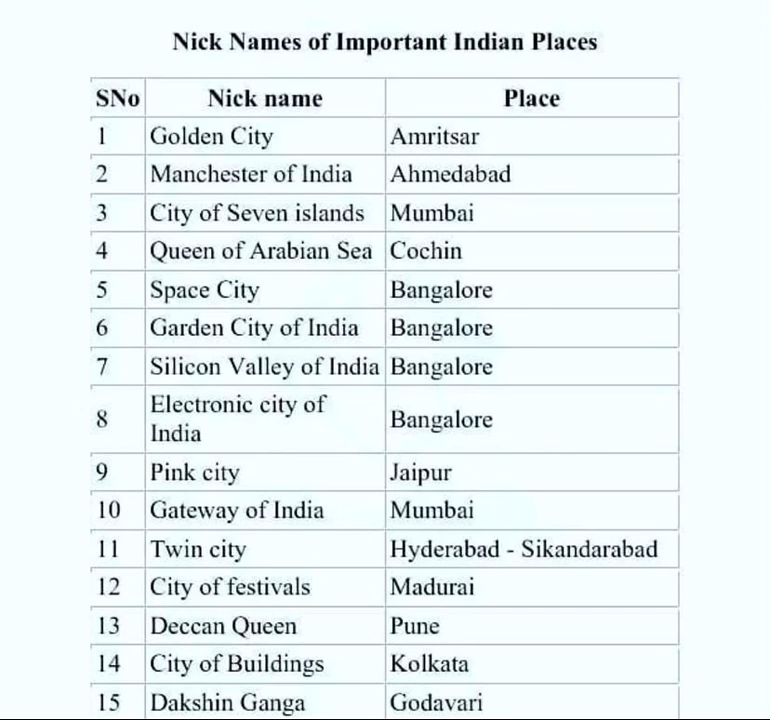 Nick Names of Important Indian Places
SNo Nick name Place
1 Golden City Amritsar
2 Manchester of India Ahmedabad
3 City of Seven islands Mumbai
4 Queen of Arabian Sea Cochin
5 Space City Bangalore
6 Garden City of India Bangalore
7 Silicon Valley of India Bangalore
8 Electronic city of
India Bangalore
9 Pink city Jaipur
10 Gateway of India Mumbai
11 Twin city Hyderabad - Sikandarabad
12 City of festivals Madurai
13 Deccan Queen Pune
14 City of Buildings Kolkata
15 Dakshin Ganga Godavari